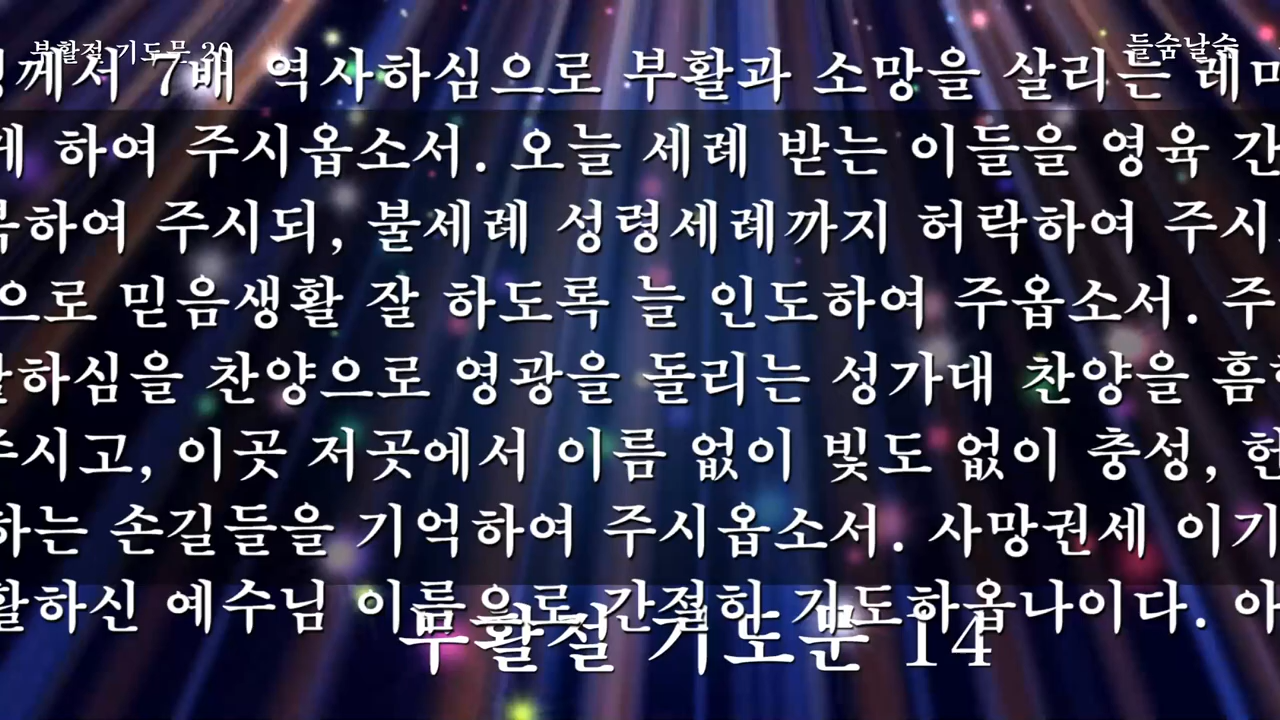 부활절 기도문 20
들숨날숨
께서 7배 역사하심으로 부활과 소망을 살리는 레마
게 하여 주시옵소서. 오늘 세례 받는 이들을 영육 간
하여 주시되, 불세례 성령세례까지 허락하여 주시
으로 믿음생활 잘 하도록 늘 인도하여 주옵소서. 주
하심을 찬양으로 영광을 돌리는 성가대 찬양을 흠
주시고, 이곳 저곳에서 이름 없이 빛도 없이 충성, 헌
하는 손길들을 기억하여 주시옵소서. 사망권세 이기
활하신 예수님 이름으로 간절히 기도하옵나이다. 아
부활절 기도문 14